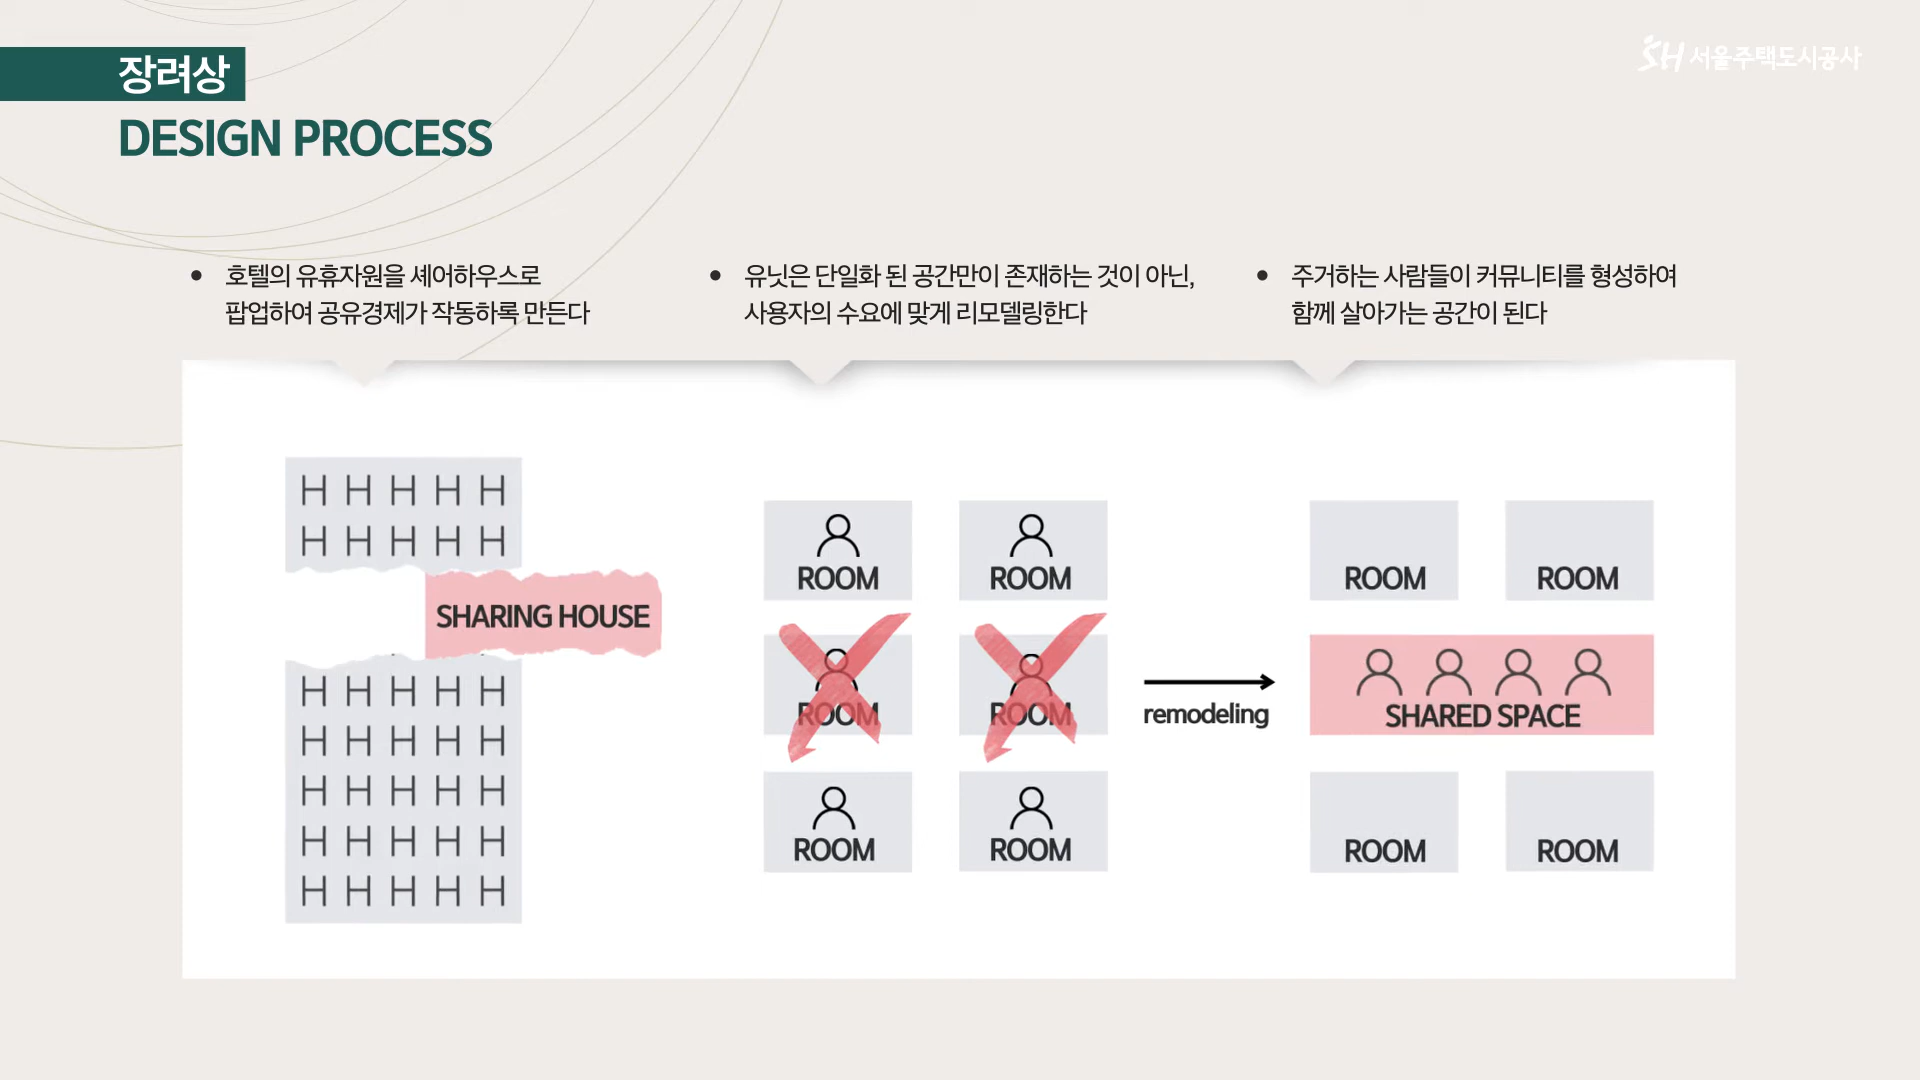 장려상
SH 서울주택도시공사
DESIGN PROCESS
• 호텔의 유휴자원을 셰어하우스로
팝업하여 공유경제가 작동하록 만든다
• 유닛은 단일화 된 공간만이 존재하는 것이 아닌,
사용자의 수요에 맞게 리모델링한다
• 주거하는 사람들이 커뮤니티를 형성하여
함께 살아가는 공간이 된다
H H H H H
H H H H H
SHARING HOUSE
H H H H H
H H H H H
H H H H H
H H H H H
H H H H H
ROOM ROOM
ROOM ROOM
ROOM ROOM
remodeling
ROOM ROOM
SHARED SPACE
ROOM ROOM